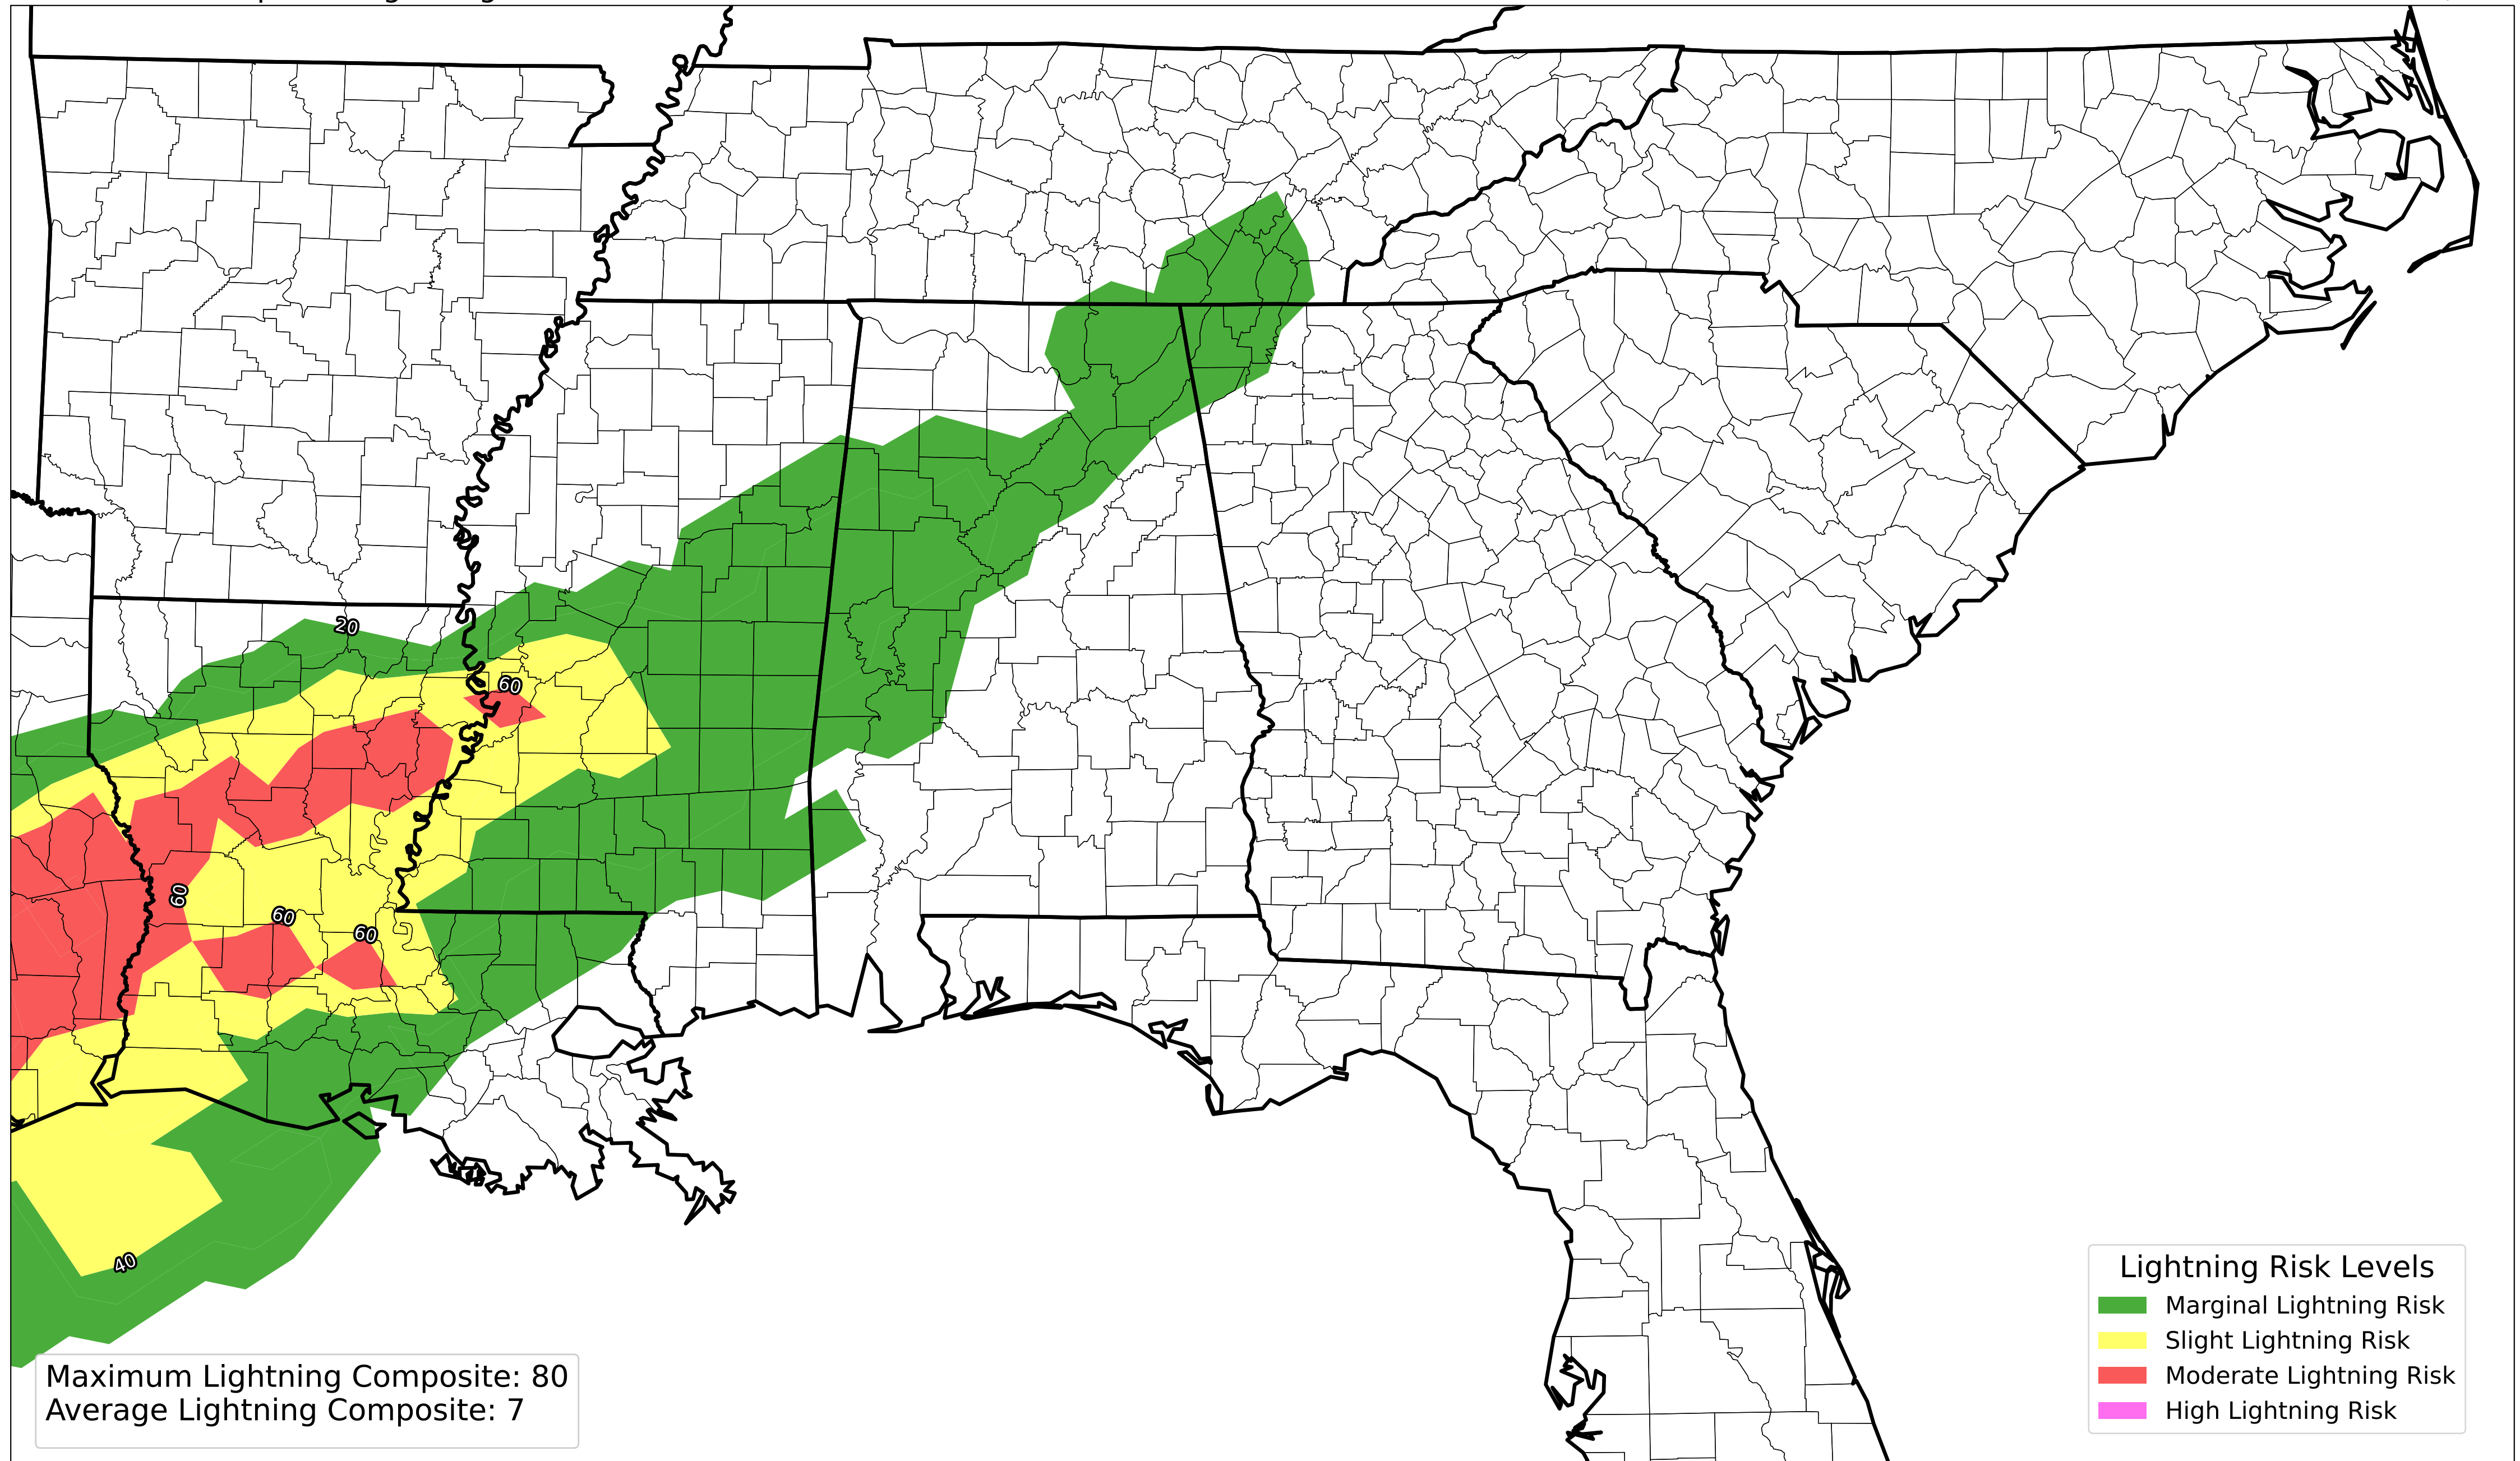 20
60
60
60
60
40
Maximum Lightning Composite: 80
Average Lightning Composite: 7
Lightning Risk Levels
Marginal Lightning Risk
Slight Lightning Risk
Moderate Lightning Risk
High Lightning Risk